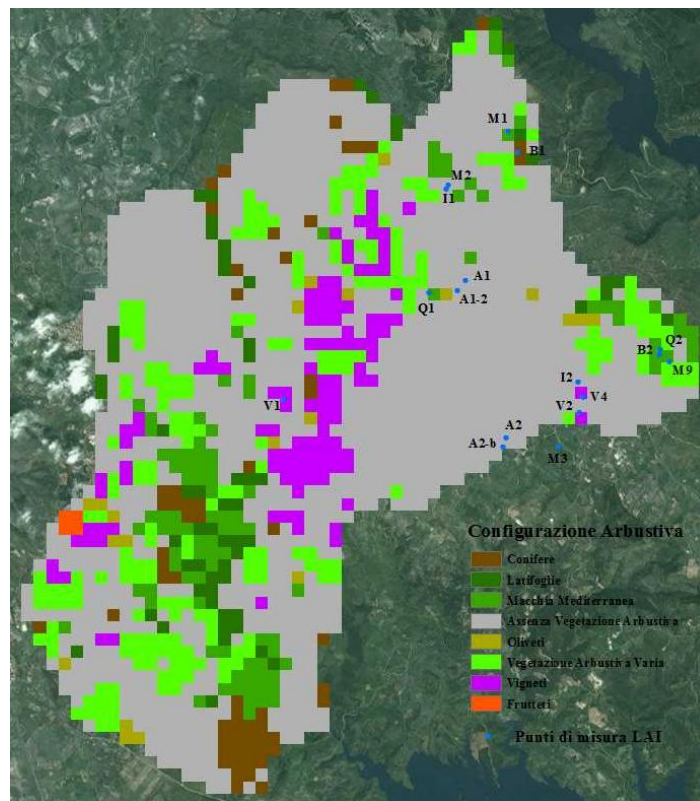 M1
B1
M2
I1
A1
A1-2
Q1
Q2
B2
M9
I2
V4
V1
V2
A2
A2-b
M3
Configurazione Arbustiva
Conifere
Latifoglie
Macchia Mediterranea
Assenza Vegetazione Arbustiva
Oliveti
Vegetazione Arbustiva Varia
Vigneti
Frutteti
Punti di misura LAI